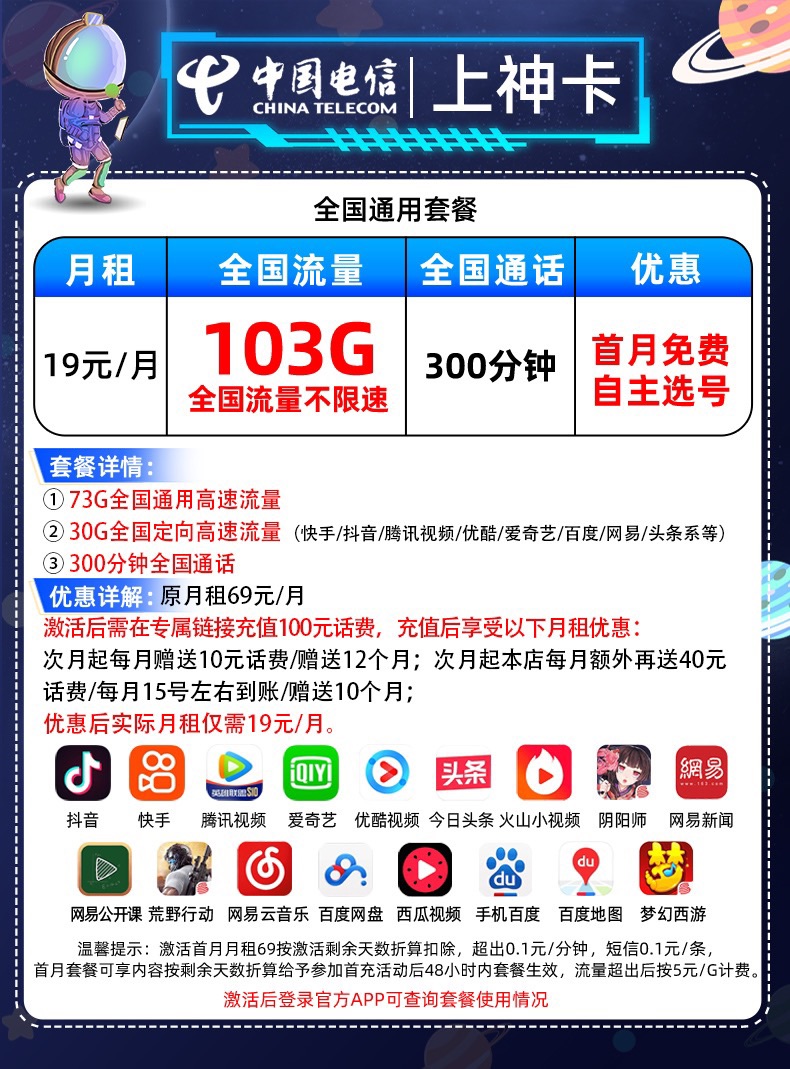 中国电信
CHINA TELECOM
上神卡
全国通用套餐
月租 全国流量 全国通话 优惠
19元/月
103G
全国流量不限速
300分钟
首月免费
自主选号
套餐详情：
① 73G全国通用高速流量
② 30G全国定向高速流量（快手/抖音/腾讯视频/优酷/爱奇艺/百度/网易/头条系等）
③ 300分钟全国通话
优惠详解：原月租69元/月
激活后需在专属链接充值100元话费，充值后享受以下月租优惠：
次月起每月赠送10元话费/赠送12个月；次月起本店每月额外再送40元
话费/每月15号左右到账/赠送10个月；
优惠后实际月租仅需19元/月。
英雄联盟S10
iQIYI
头条
網易
www.163.com
抖音 快手 腾讯视频 爱奇艺 优酷视频 今日头条 火山小视频 阴阳师 网易新闻
du
du
梦幻
网易公开课 荒野行动 网易云音乐 百度网盘 西瓜视频 手机百度 百度地图 梦幻西游
温馨提示：激活首月月租69按激活剩余天数折算扣除，超出0.1元/分钟，短信0.1元/条，
首月套餐可享内容按剩余天数折算给予参加首充活动后48小时内套餐生效，流量超出后按5元/G计费。
激活后登录官方APP可查询套餐使用情况